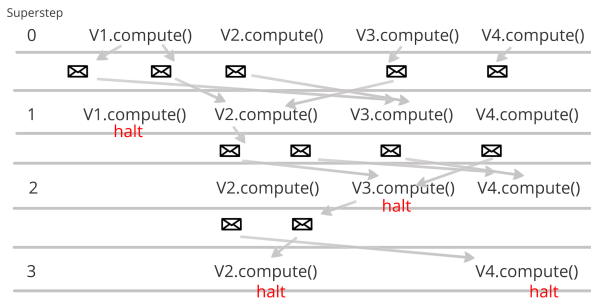 Superstep
0 V1.compute() V2.compute() V3.compute() V4.compute()
1 V1.compute() V2.compute() V3.compute() V4.compute()
halt
2 V2.compute() V3.compute() V4.compute()
halt
3 V2.compute() V4.compute()
halt halt